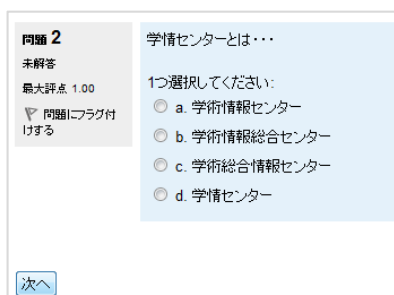 問題 2
未解答
最大評点 1.00
問題にフラグ付
けする
学情センターとは・・・
1つ選択してください:
a. 学術情報センター
b. 学術情報総合センター
c. 学術総合情報センター
d. 学情センター
次へ